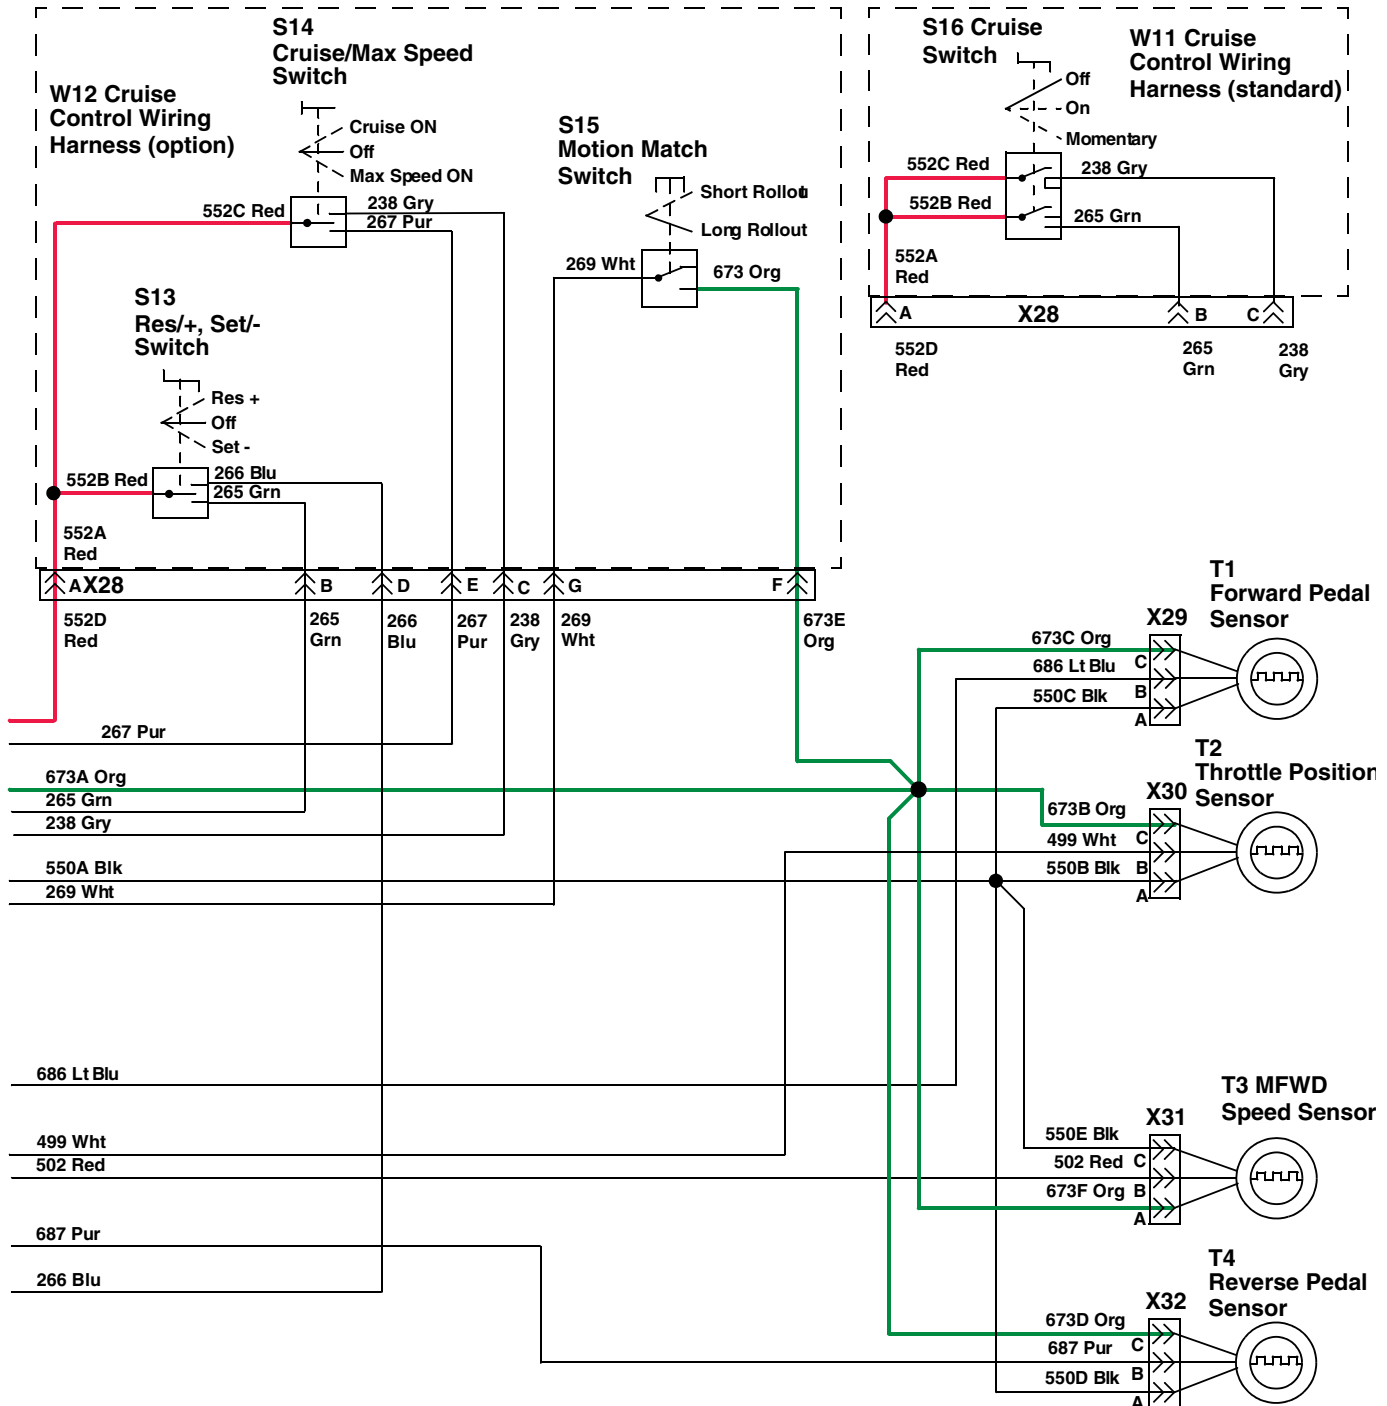 S14
Cruise/Max Speed
Switch
W12 Cruise
Control Wiring
Harness (option)
Cruise ON
Off
Max Speed ON
552C Red
238 Gry
267 Pur
S15
Motion Match
Switch
Short Rollout
Long Rollout
269 Wht
673 Org
S13
Res/+, Set/-
Switch
Res +
Off
Set -
552B Red
266 Blu
265 Grn
552A
Red
A X28
B
D
E
C
G
F
552D
Red
265
Grn
266
Blu
267
Pur
238
Gry
269
Wht
673E
Org
S16 Cruise
Switch
W11 Cruise
Control Wiring
Harness (standard)
Off
On
Momentary
552C Red
238 Gry
552B Red
265 Grn
552A
Red
A
X28
B
C
552D
Red
265
Grn
238
Gry
T1
Forward Pedal
Sensor
X29
673C Org
C
686 Lt Blu
B
550C Blk
A
T2
Throttle Position
Sensor
X30
673B Org
C
499 Wht
B
550B Blk
A
267 Pur
673A Org
265 Grn
238 Gry
550A Blk
269 Wht
686 Lt Blu
499 Wht
502 Red
687 Pur
266 Blu
T3 MFWD
Speed Sensor
X31
550E Blk
C
502 Red
B
673F Org
A
T4
Reverse Pedal
Sensor
X32
673D Org
C
687 Pur
B
550D Blk
A